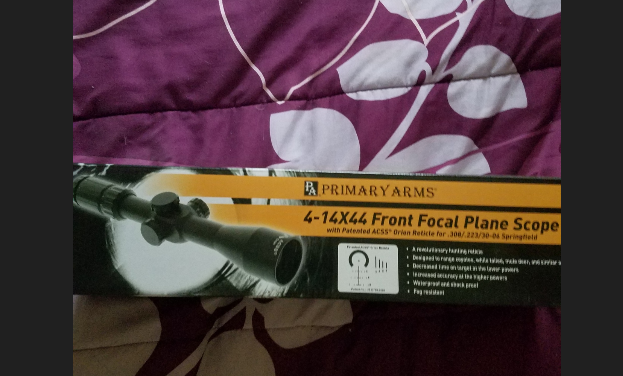 PA PRIMARY ARMS
4-14X44 Front Focal Plane Scope
with Patented ACSS® Orion Reticle for .308/.223/30-06 Springfield
• A revolutionary hunting reticle
• Designed to range coyotes, white tailed, mule deer, and similar
• Decreased time on target at the lower powers
• Increased accuracy at the higher powers
• Waterproof and shock proof
• Fog resistant